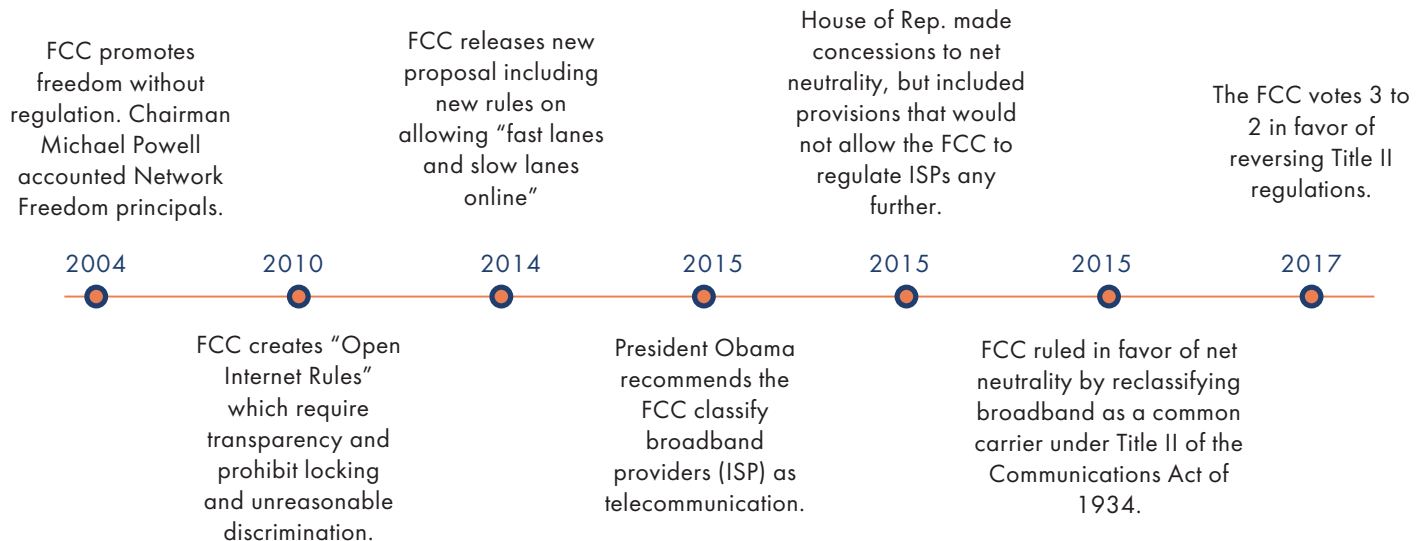 FCC promotes
freedom without
regulation. Chairman
Michael Powell
accounted Network
Freedom principals.
2004
2010
FCC creates “Open
Internet Rules”
which require
transparency and
prohibit locking
and unreasonable
discrimination.
FCC releases new
proposal including
new rules on
allowing “fast lanes
and slow lanes
online”
2014
2015
President Obama
recommends the
FCC classify
broadband
providers (ISP) as
telecommunication.
House of Rep. made
concessions to net
neutrality, but included
provisions that would
not allow the FCC to
regulate ISPs any
further.
2015
2015
FCC ruled in favor of net
neutrality by reclassifying
broadband as a common
carrier under Title II of the
Communications Act of
1934.
The FCC votes 3 to
2 in favor of
reversing Title II
regulations.
2017